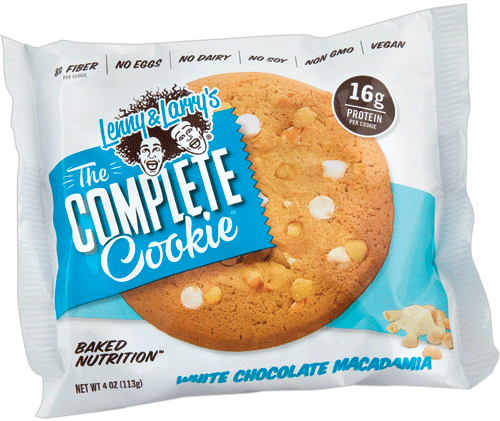 8g FIBER PER COOKIE | NO EGGS | NO DAIRY | NO SOY | NON GMO | VEGAN
16g
PROTEIN
PER COOKIE
Lenny & Larry's
The
COMPLETE
Cookie
BAKED
NUTRITION™
NET WT 4 OZ (113g)
WHITE CHOCOLATE MACADAMIA